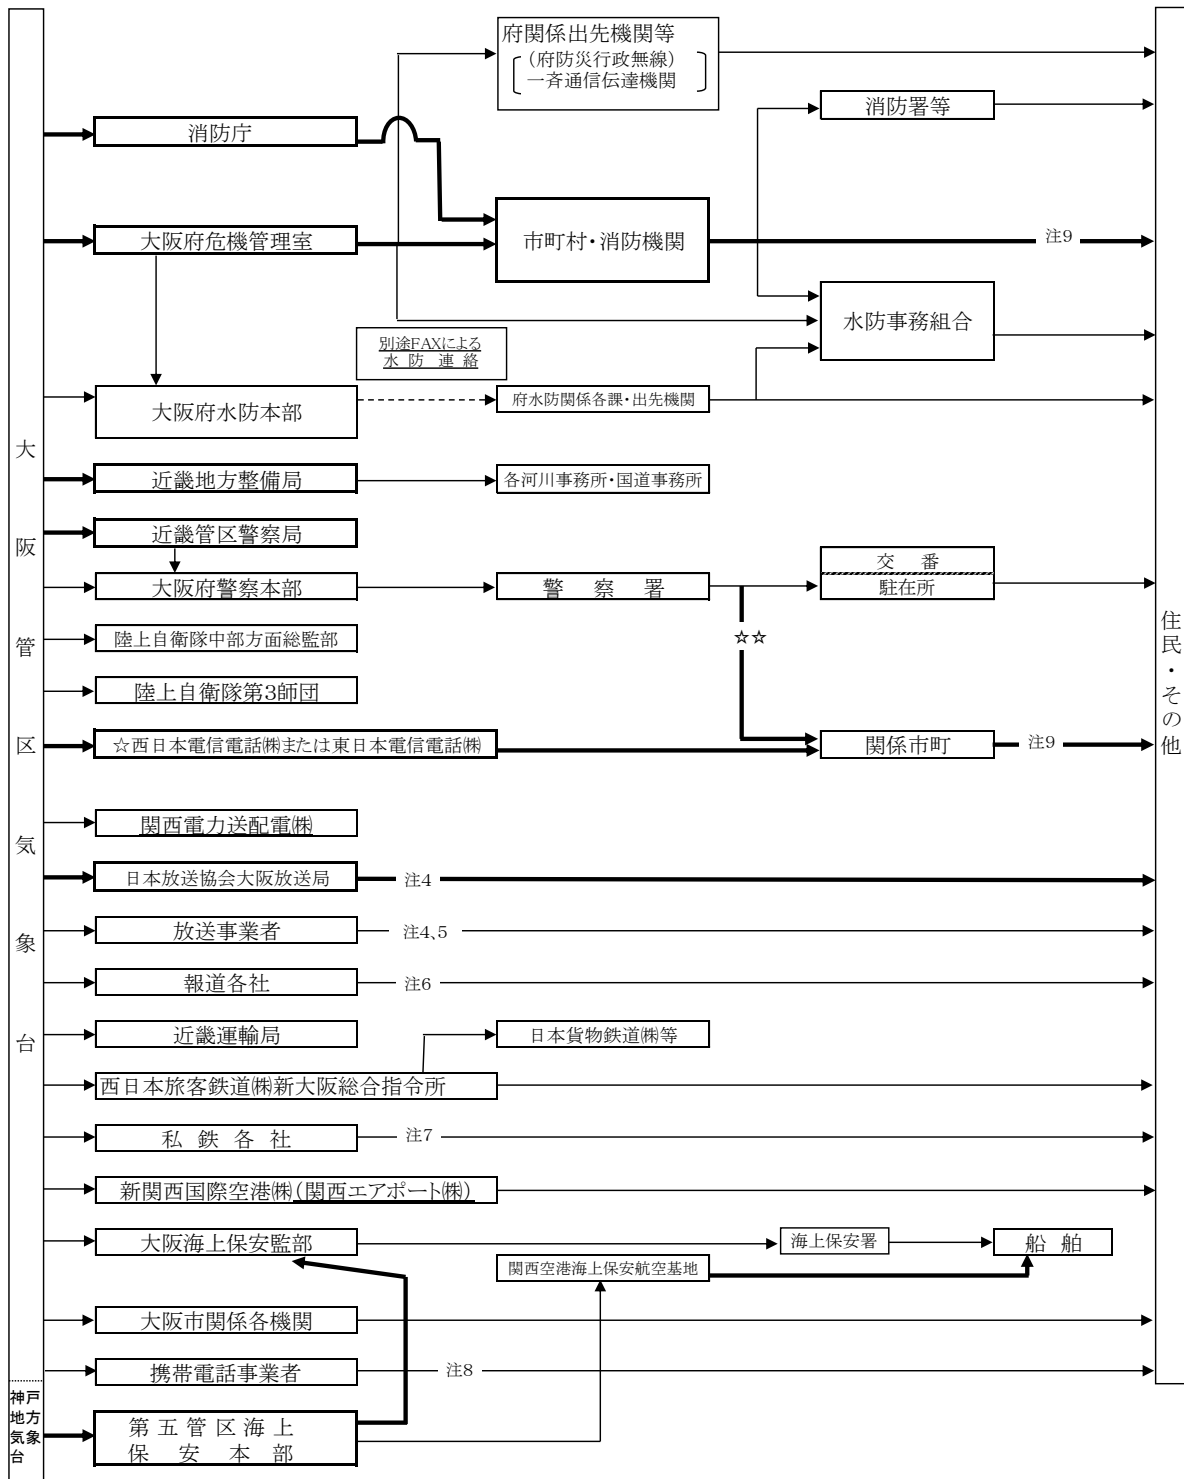 府関係出先機関等
(府防災行政無線)
一斉通信伝達機関
消防署等
消防庁
大阪府危機管理室
市町村・消防機関
注9
水防事務組合
別途FAXによる
水 防 連 絡
大阪府水防本部
府水防関係各課・出先機関
近畿地方整備局
各河川事務所・国道事務所
近畿管区警察局
大阪府警察本部
警 察 署
交 番
駐在所
☆☆
陸上自衛隊中部方面総監部
陸上自衛隊第3師団
☆西日本電信電話㈱または東日本電信電話㈱
関係市町
注9
関西電力送配電㈱
日本放送協会大阪放送局
注4
放送事業者
注4、5
報道各社
注6
近畿運輸局
日本貨物鉄道㈱等
西日本旅客鉄道㈱新大阪総合指令所
私 鉄 各 社
注7
新関西国際空港㈱(関西エアポート㈱)
大阪海上保安監部
海上保安署
船 舶
関西空港海上保安航空基地
大阪市関係各機関
携帯電話事業者
注8
第 五 管 区 海 上
保 安 本 部
大阪管区気象台
神戸
地方
気象
台
住民・その他